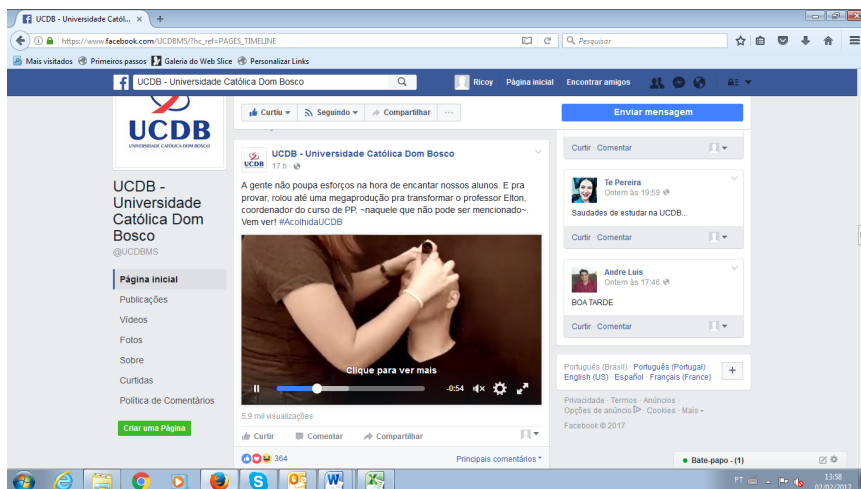 UCDB - Universidade Catól...
https://www.facebook.com/UCDBMS/?hc_ref=PAGES_TIMELINE
Pesquisar
Mais visitados Primeiros passos Galeria do Web Slice Personalizar Links
UCDB - Universidade Católica Dom Bosco
Ricoy Página inicial Encontrar amigos
UCDB
UNIVERSIDADE CATÓLICA DOM BOSCO
UCDB -
Universidade
Católica Dom
Bosco
@UCDBMS
Página inicial
Publicações
Vídeos
Fotos
Sobre
Curtidas
Política de Comentários
Criar uma Página
Curtiu Seguindo Compartilhar ...
UCDB
UCDB - Universidade Católica Dom Bosco
17 h ·
A gente não poupa esforços na hora de encantar nossos alunos. E pra
provar, rolou até uma megaprodução pra transformar o professor Elton,
coordenador do curso de PP, ~naquele que não pode ser mencionado~.
Vem ver! #AcolhidaUCDB
Clique para ver mais
-0:54
5,9 mil visualizações
Curtir Comentar Compartilhar
364 Principais comentários
Enviar mensagem
Curtir · Comentar
Te Pereira
Ontem às 19:59 ·
Saudades de estudar na UCDB...
Curtir · Comentar
Andre Luis
Ontem às 17:46 ·
BOA TARDE
Curtir · Comentar
Português (Brasil) · Português (Portugal)
English (US) · Español · Français (France)
Privacidade · Termos · Anúncios ·
Opções de anúncio · Cookies · Mais
Facebook © 2017
Bate-papo - (1)
PT
13:58
02/02/2017